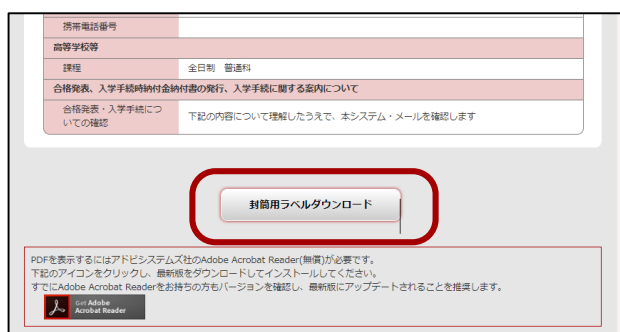 携帯電話番号
高等学校等
課程 全日制 普通科
合格発表、入学手続時納付金納付書の発行、入学手続に関する案内について
合格発表・入学手続につ
いての確認
下記の内容について理解したうえで、本システム・メールを確認します
封筒用ラベルダウンロード
PDFを表示するにはアドビシステムズ社のAdobe Acrobat Reader(無償)が必要です。
下記のアイコンをクリックし、最新版をダウンロードしてインストールしてください。
すでにAdobe Acrobat Readerをお持ちの方もバージョンを確認し、最新版にアップデートされることを推奨します。
Get Adobe
Acrobat Reader